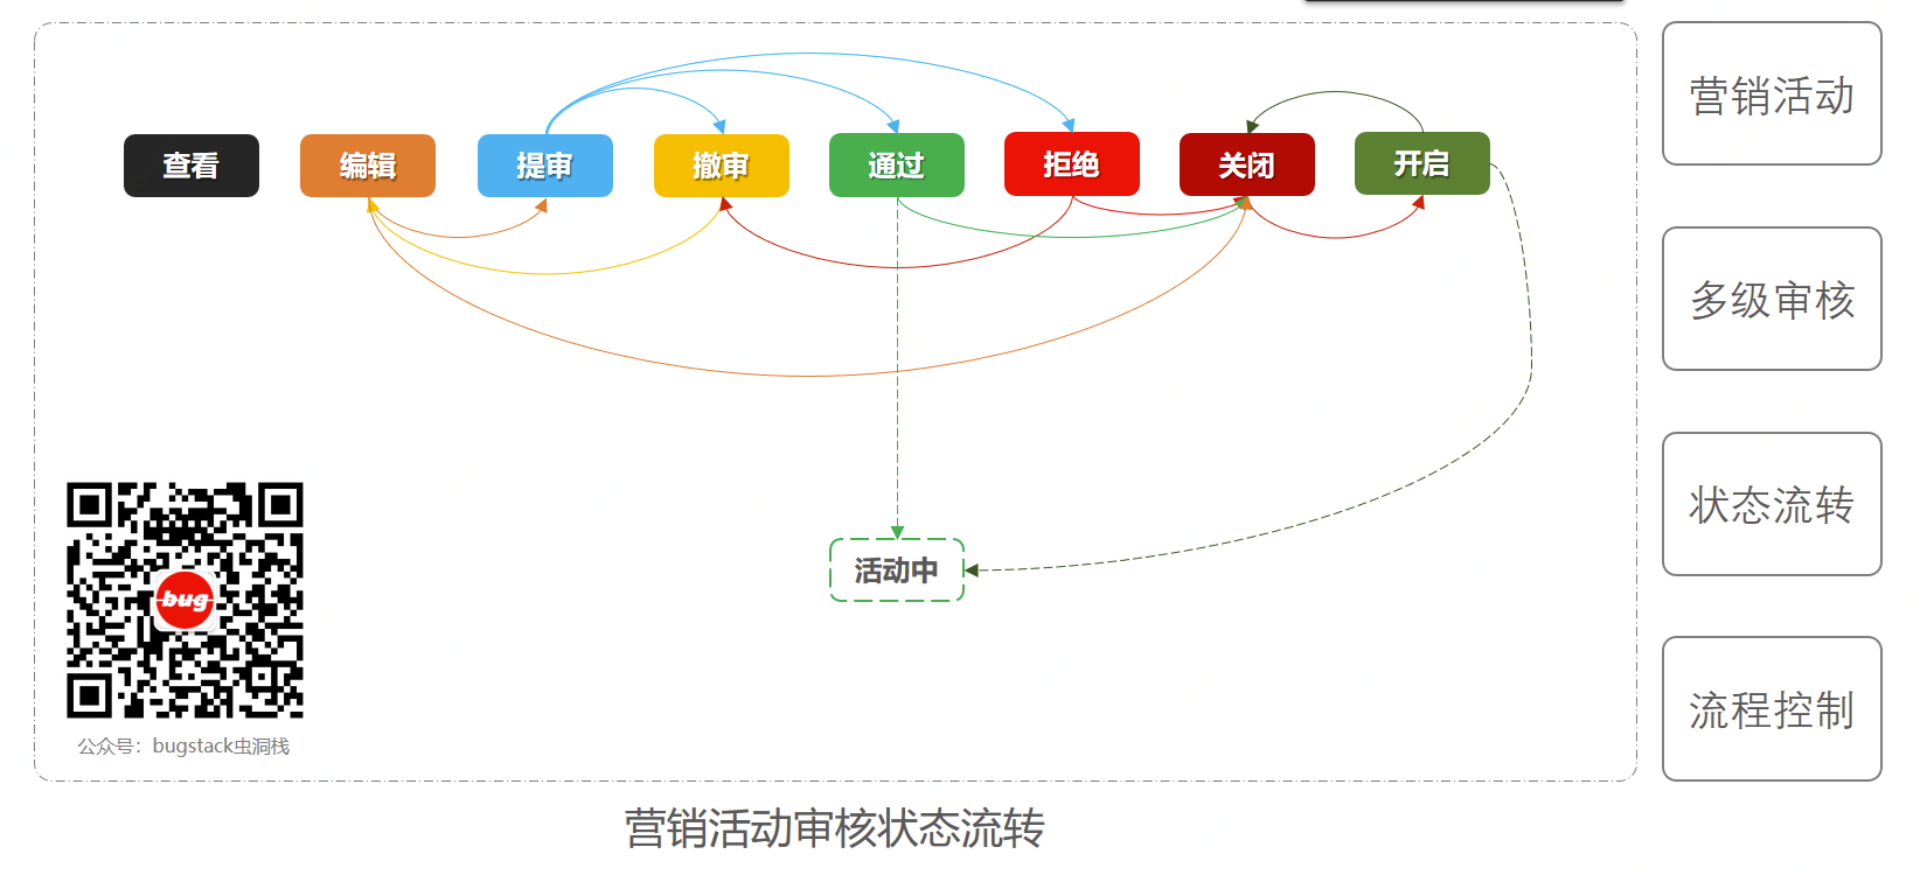 查看
编辑
提审
撤审
通过
拒绝
关闭
开启
活动中
bug
公众号：bugstack虫洞栈
营销活动审核状态流转
营销活动
多级审核
状态流转
流程控制